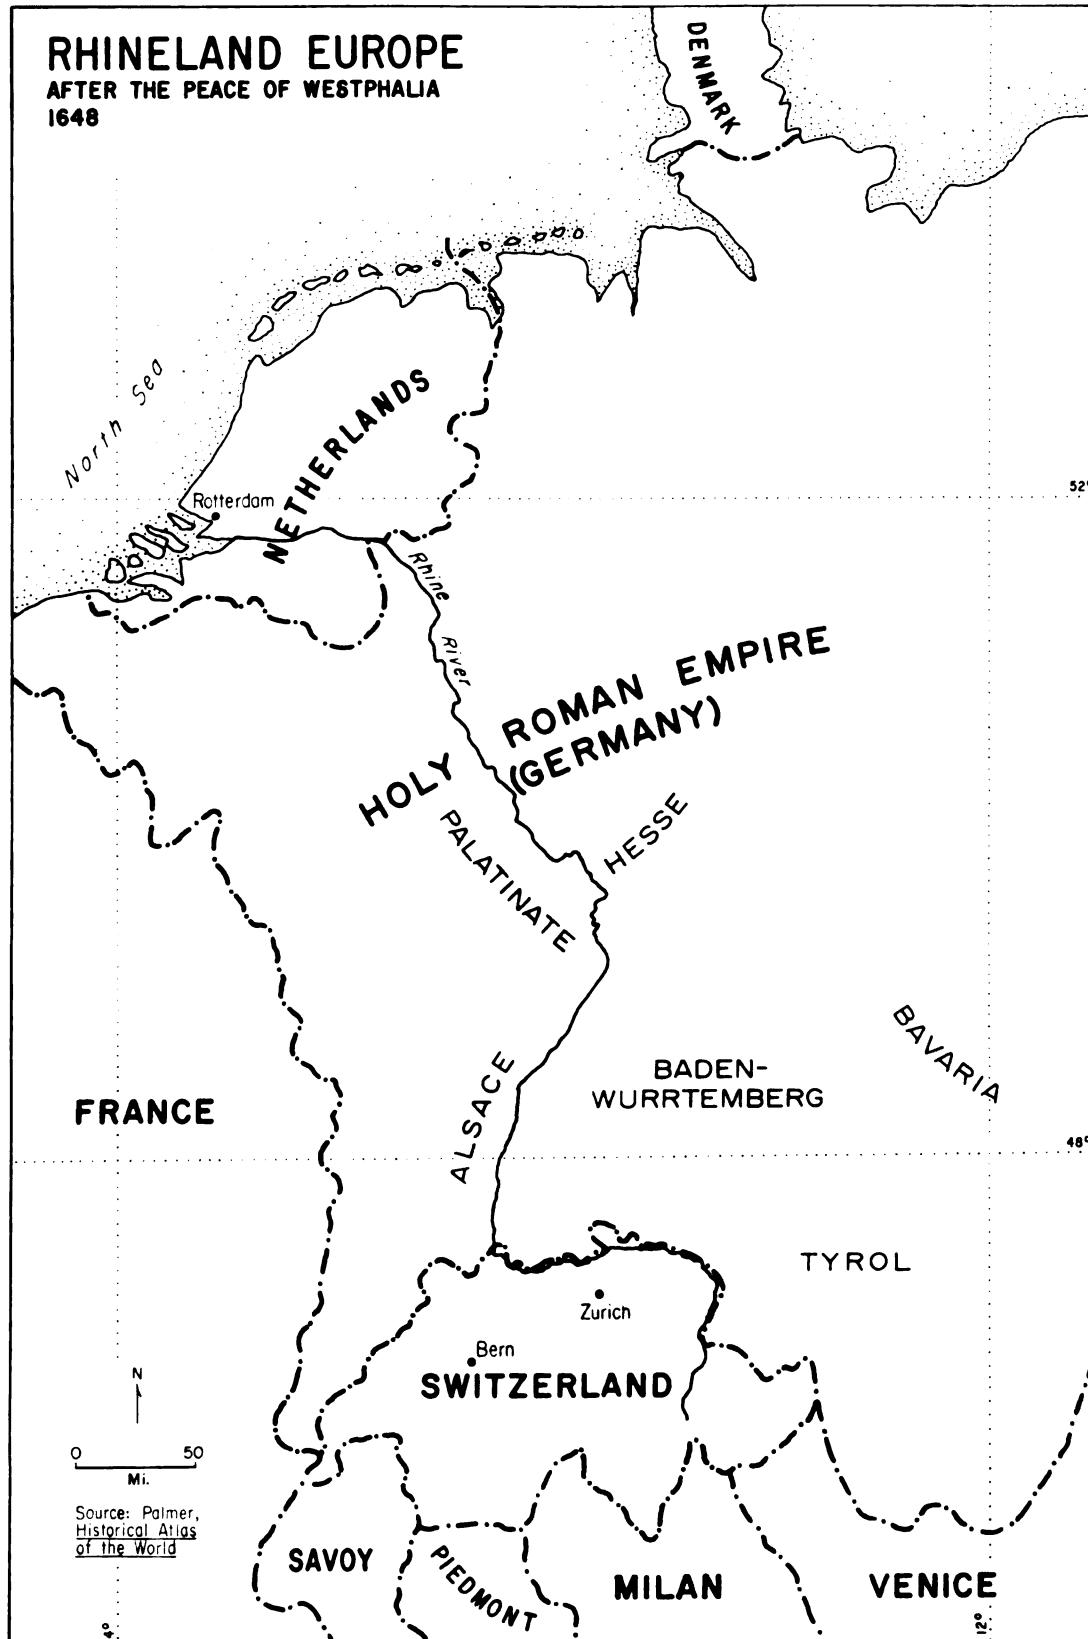 RHINELAND EUROPE
AFTER THE PEACE OF WESTPHALIA
1648
DENMARK
North Sea
NETHERLANDS
52°
Rotterdam
Rhine
River
HOLY ROMAN EMPIRE
(GERMANY)
PALATINATE
HESSE
BAVARIA
ALSACE
BADEN-
WURRTEMBERG
FRANCE
48°
TYROL
Zurich
Bern
SWITZERLAND
N
0 50
Mi.
Source: Palmer,
Historical Atlas
of the World
SAVOY
PIEDMONT
MILAN
VENICE
4°
12°